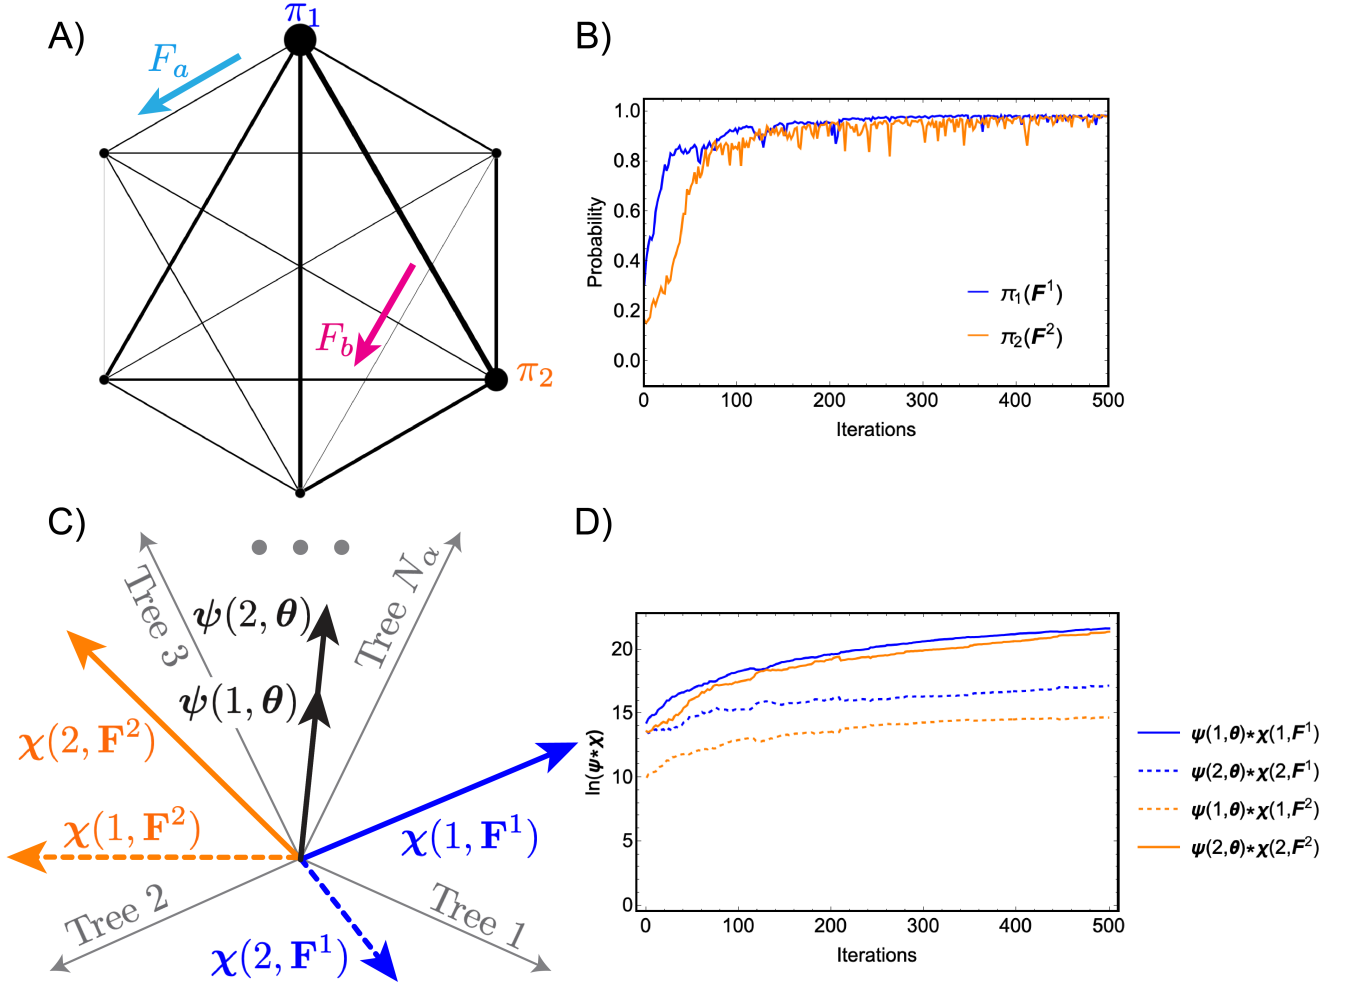 A)
π₁
Fₐ
F_b
π₂
B)
1.0
0.8
0.6
0.4
0.2
0.0
Probability
π₁(F¹)
π₂(F²)
0 100 200 300 400 500
Iterations
C)
Tree 3
Tree N_α
ψ(2, θ)
ψ(1, θ)
χ(2, F²)
χ(1, F²)
χ(1, F¹)
Tree 2
Tree 1
χ(2, F¹)
D)
20
15
10
5
0
ln(ψ*χ)
0 100 200 300 400 500
Iterations
ψ(1,θ)*χ(1,F¹)
ψ(2,θ)*χ(2,F¹)
ψ(1,θ)*χ(1,F²)
ψ(2,θ)*χ(2,F²)